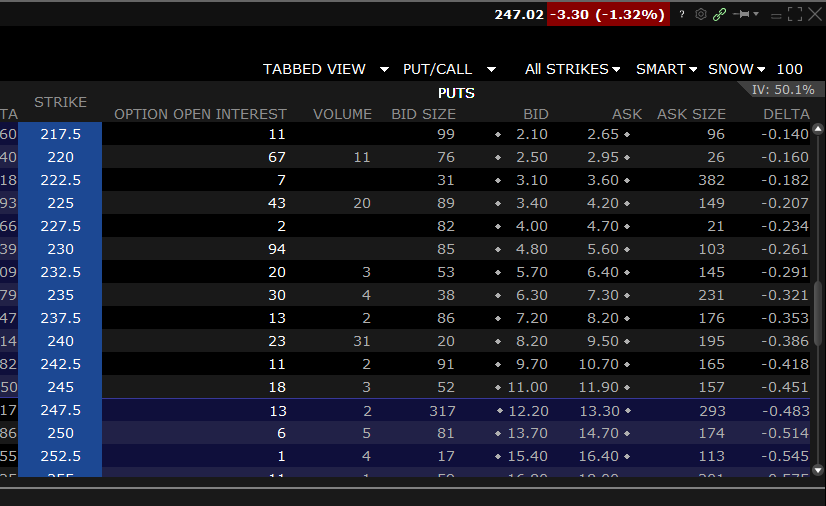 247.02 -3.30 (-1.32%) ?
TABBED VIEW PUT/CALL All STRIKES SMART SNOW 100
PUTS IV: 50.1%
TA STRIKE OPTION OPEN INTEREST VOLUME BID SIZE BID ASK ASK SIZE DELTA
60 217.5 11 99 2.10 2.65 96 -0.140
40 220 67 11 76 2.50 2.95 26 -0.160
18 222.5 7 31 3.10 3.60 382 -0.182
93 225 43 20 89 3.40 4.20 149 -0.207
66 227.5 2 82 4.00 4.70 21 -0.234
39 230 94 85 4.80 5.60 103 -0.261
09 232.5 20 3 53 5.70 6.40 145 -0.291
79 235 30 4 38 6.30 7.30 231 -0.321
47 237.5 13 2 86 7.20 8.20 176 -0.353
14 240 23 31 20 8.20 9.50 195 -0.386
82 242.5 11 2 91 9.70 10.70 165 -0.418
50 245 18 3 52 11.00 11.90 157 -0.451
17 247.5 13 2 317 12.20 13.30 293 -0.483
86 250 6 5 81 13.70 14.70 174 -0.514
55 252.5 1 4 17 15.40 16.40 113 -0.545
255 11 1